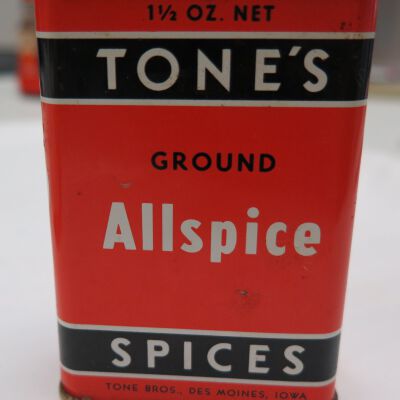 1½ OZ. NET
TONE'S
GROUND
Allspice
SPICES
TONE BROS., DES MOINES, IOWA